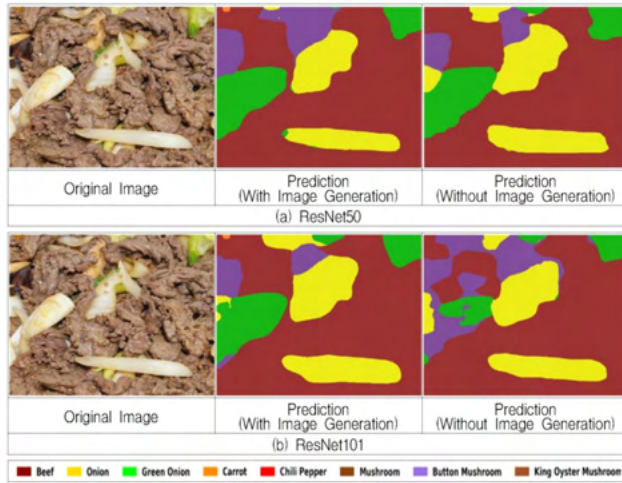 Original Image
Prediction
(With Image Generation)
Prediction
(Without Image Generation)
(a) ResNet50
Original Image
Prediction
(With Image Generation)
Prediction
(Without Image Generation)
(b) ResNet101
Beef Onion Green Onion Carrot Chili Pepper Mushroom Button Mushroom King Oyster Mushroom